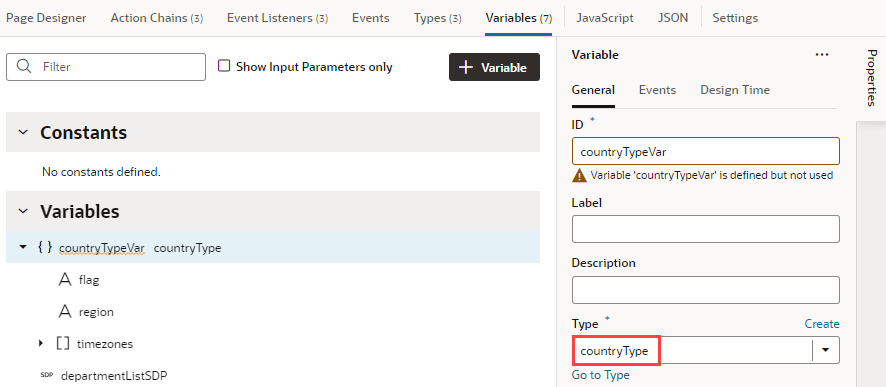 Page Designer Action Chains (3) Event Listeners (3) Events Types (3) Variables (7) JavaScript JSON Settings
Filter Show Input Parameters only + Variable
Constants
No constants defined.
Variables
{ } countryTypeVar countryType
A flag
A region
[ ] timezones
SDP departmentListSDP
Variable ...
General Events Design Time
ID *
countryTypeVar
Variable 'countryTypeVar' is defined but not used
Label
Description
Type * Create
countryType
Go to Type
Properties